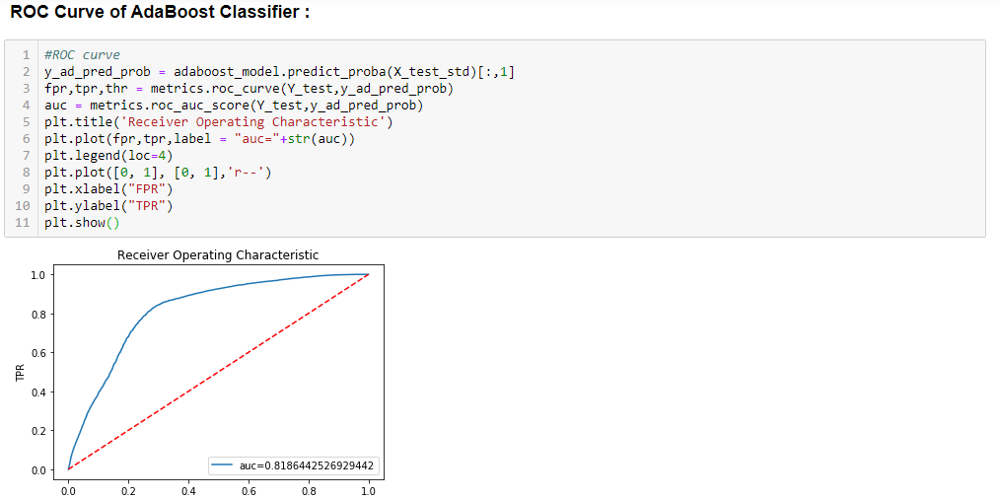 ROC Curve of AdaBoost Classifier :
1 #ROC curve
2 y_ad_pred_prob = adaboost_model.predict_proba(X_test_std)[:,1]
3 fpr,tpr,thr = metrics.roc_curve(Y_test,y_ad_pred_prob)
4 auc = metrics.roc_auc_score(Y_test,y_ad_pred_prob)
5 plt.title('Receiver Operating Characteristic')
6 plt.plot(fpr,tpr,label = "auc="+str(auc))
7 plt.legend(loc=4)
8 plt.plot([0, 1], [0, 1],'r--')
9 plt.xlabel("FPR")
10 plt.ylabel("TPR")
11 plt.show()
Receiver Operating Characteristic
1.0
0.8
0.6
TPR
0.4
0.2
0.0
auc=0.8186442526929442
0.0 0.2 0.4 0.6 0.8 1.0